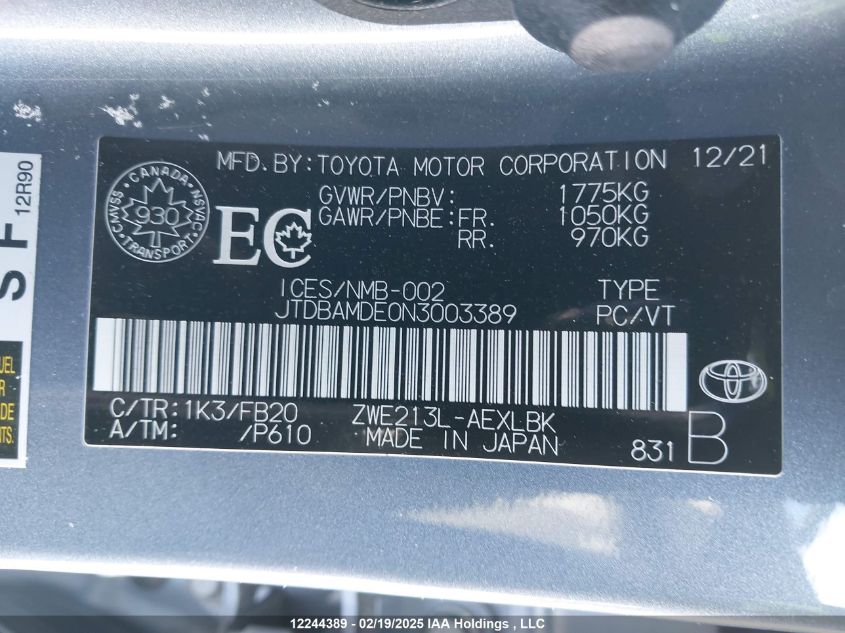 MFD.BY:TOYOTA MOTOR CORPORATION 12/21
GVWR/PNBV: 1775KG
GAWR/PNBE:FR. 1050KG
RR. 970KG
CANADA
CMVSS 930 NSVAC
TRANSPORT
EC
ICES/NMB-002 TYPE
JTDBAMDE0N3003389 PC/VT
C/TR:1K3/FB20 ZWE213L-AEXLBK
A/TM: /P610 MADE IN JAPAN 831 B
S F
12R90
12244389 - 02/19/2025 IAA Holdings, LLC